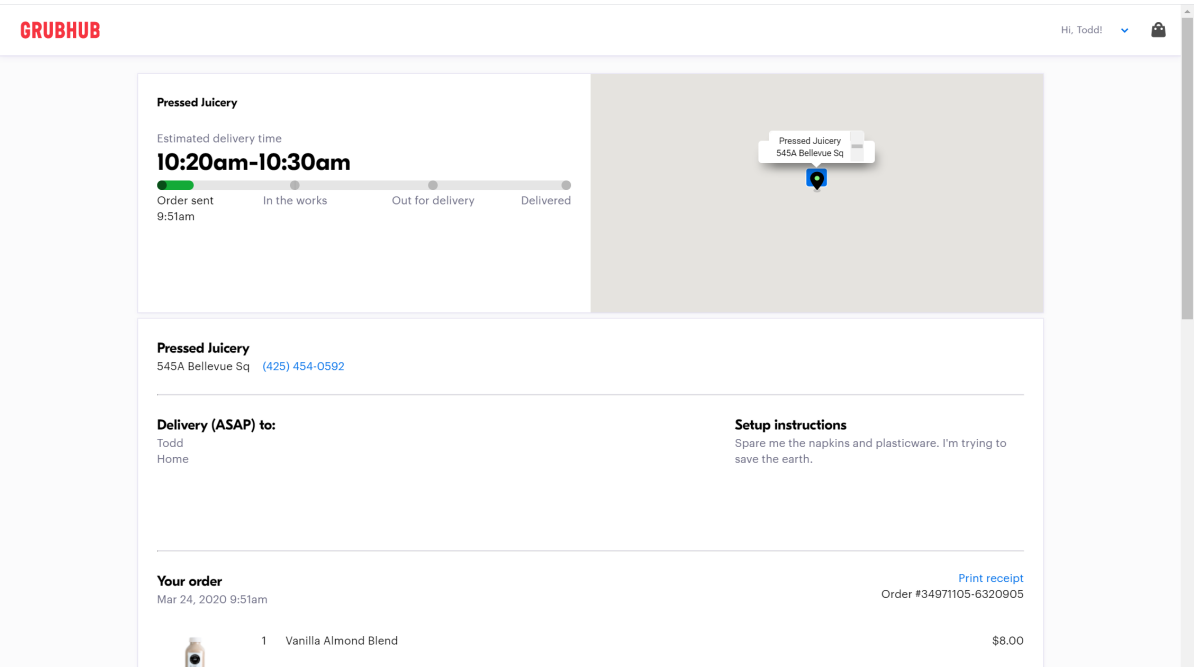 GRUBHUB
Hi, Todd!
Pressed Juicery
Estimated delivery time
10:20am-10:30am
Order sent
9:51am
In the works
Out for delivery
Delivered
Pressed Juicery
545A Bellevue Sq
Pressed Juicery
545A Bellevue Sq (425) 454-0592
Delivery (ASAP) to:
Todd
Home
Setup instructions
Spare me the napkins and plasticware. I'm trying to
save the earth.
Your order
Mar 24, 2020 9:51am
Print receipt
Order #34971105-6320905
1 Vanilla Almond Blend $8.00